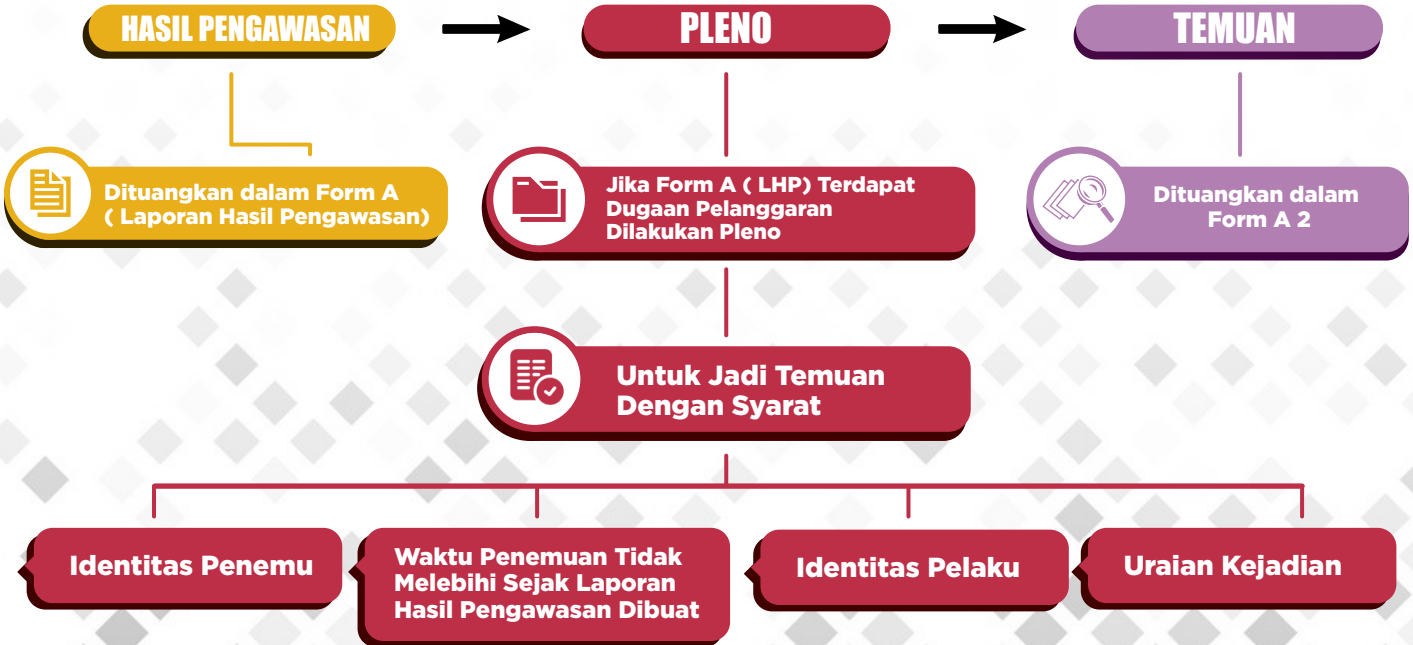 HASIL PENGAWASAN
PLENO
TEMUAN
Dituangkan dalam Form A
( Laporan Hasil Pengawasan)
Jika Form A ( LHP) Terdapat
Dugaan Pelanggaran
Dilakukan Pleno
Dituangkan dalam
Form A 2
Untuk Jadi Temuan
Dengan Syarat
Identitas Penemu
Waktu Penemuan Tidak
Melebihi Sejak Laporan
Hasil Pengawasan Dibuat
Identitas Pelaku
Uraian Kejadian